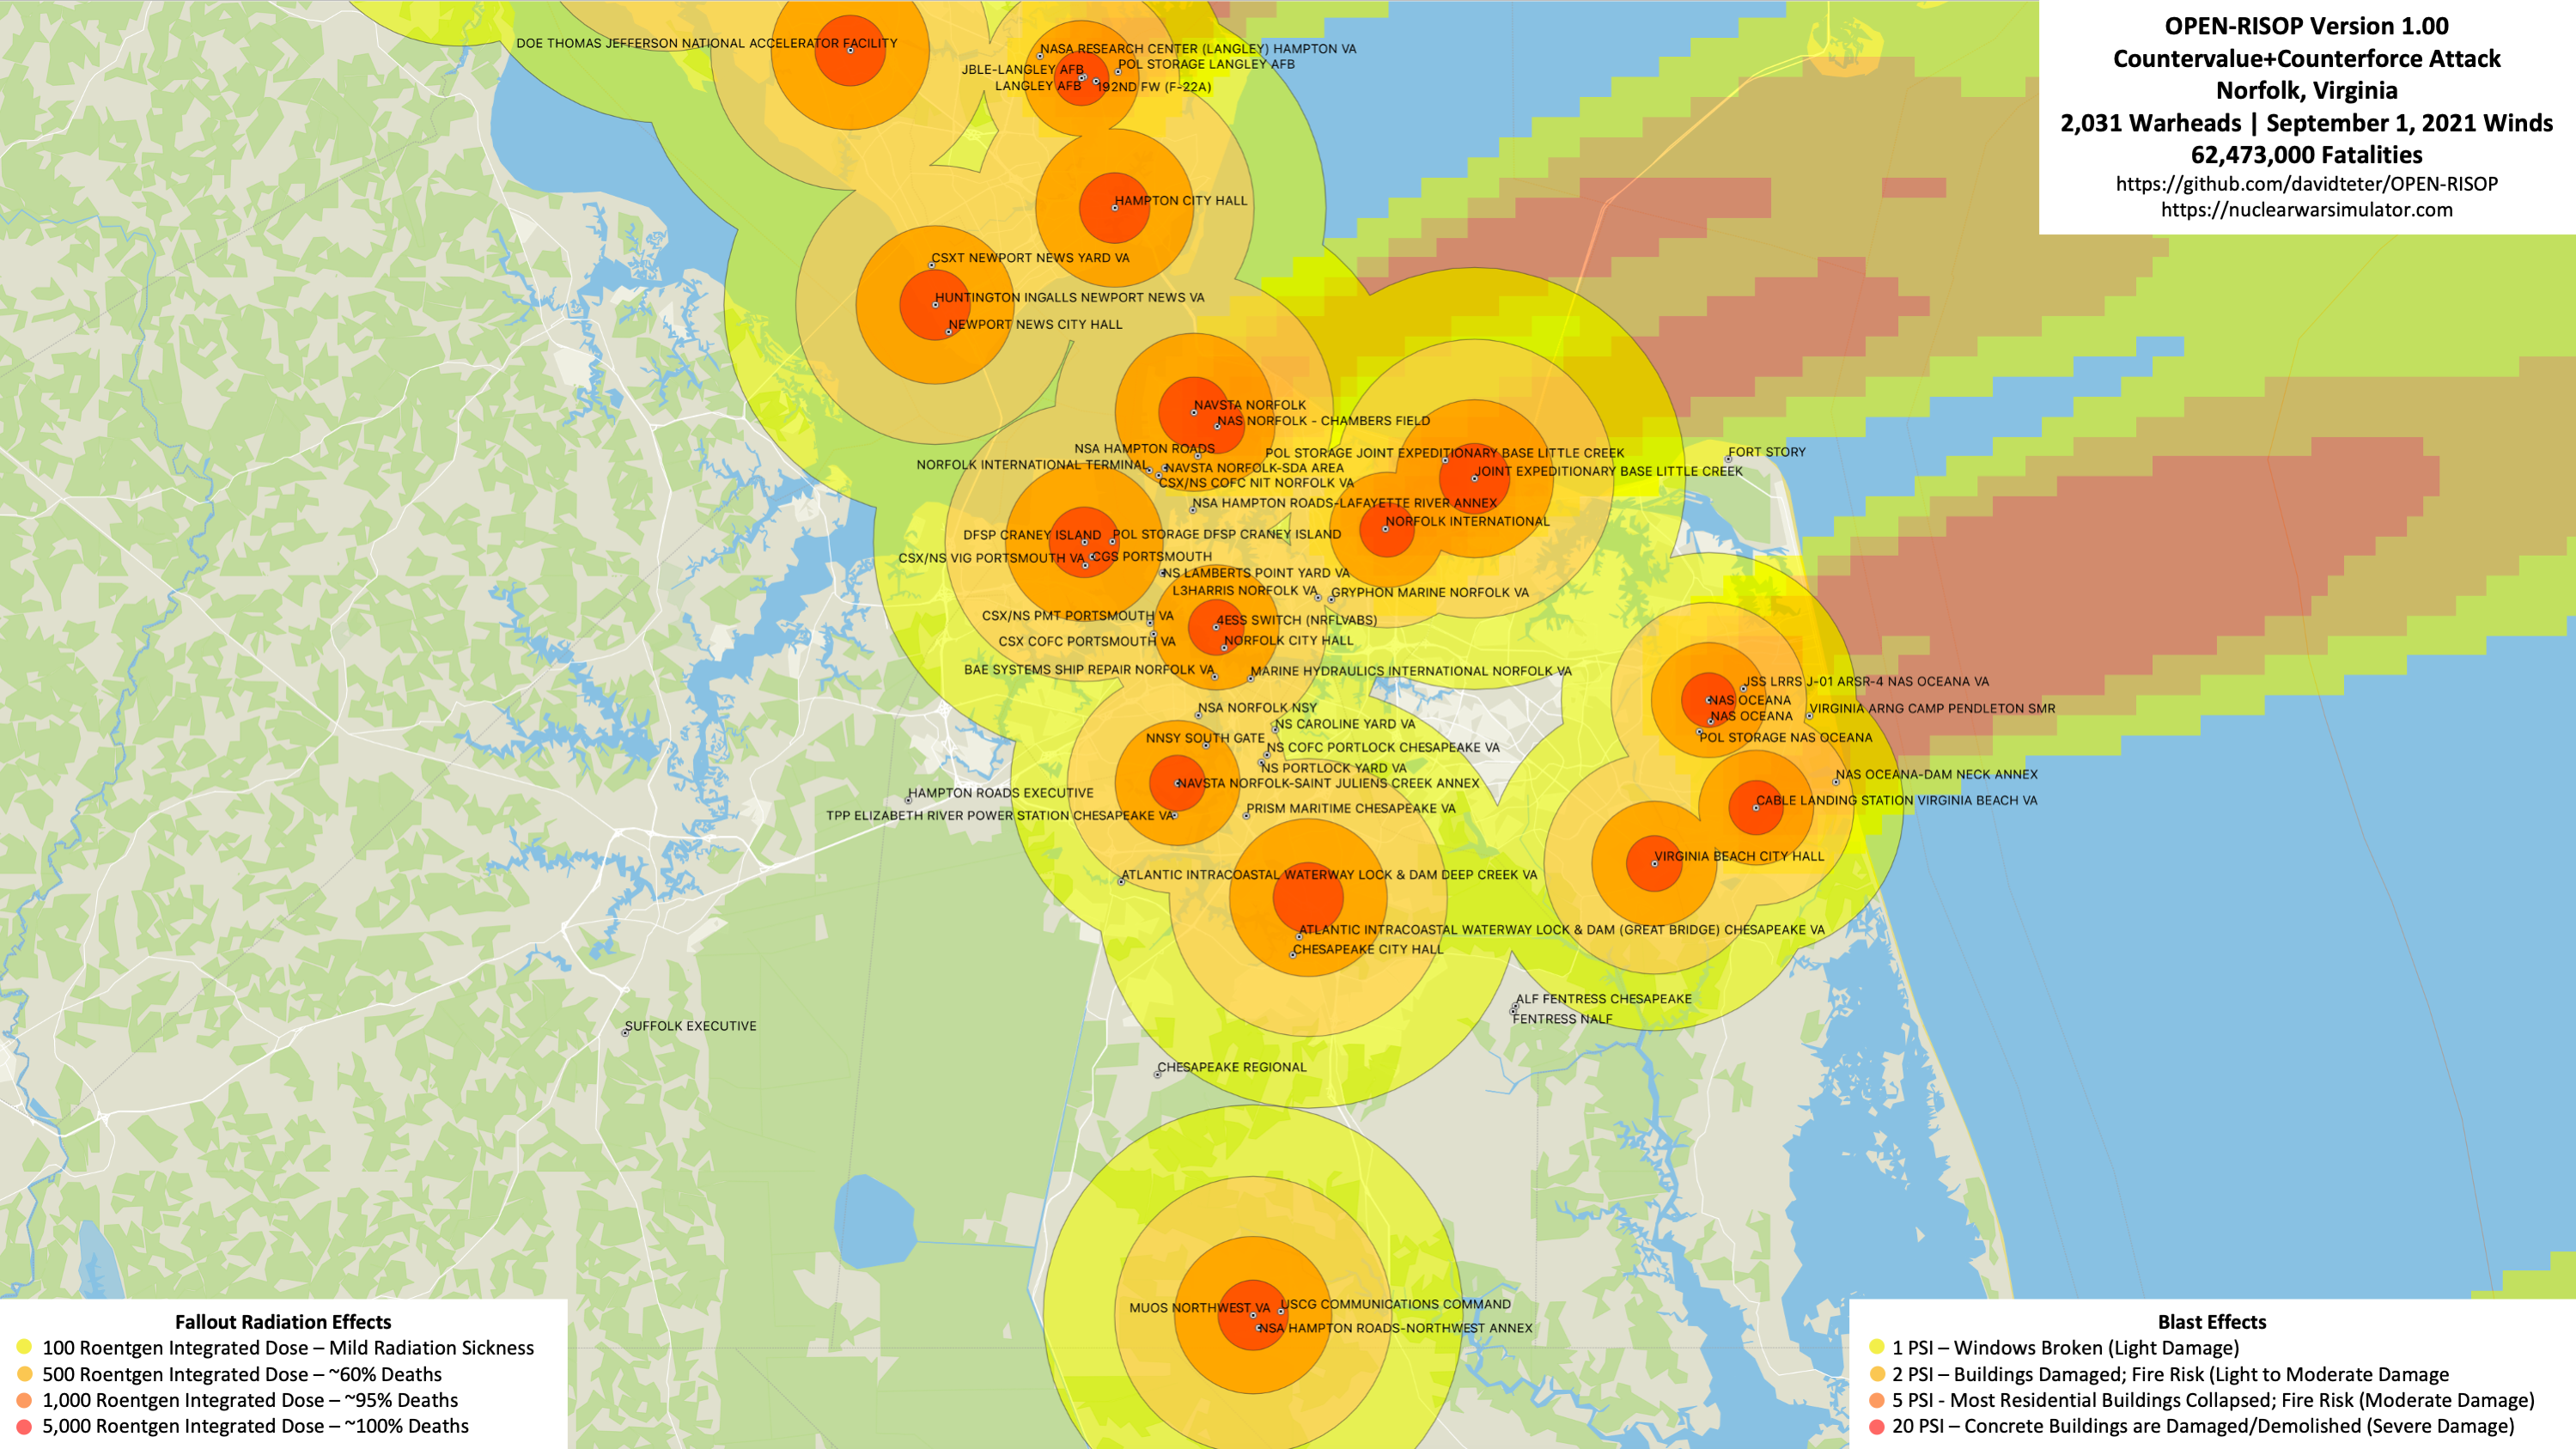 OPEN-RISOP Version 1.00
Countervalue+Counterforce Attack
Norfolk, Virginia
2,031 Warheads | September 1, 2021 Winds
62,473,000 Fatalities
https://github.com/davidteter/OPEN-RISOP
https://nuclearwarsimulator.com
DOE THOMAS JEFFERSON NATIONAL ACCELERATOR FACILITY
NASA RESEARCH CENTER (LANGLEY) HAMPTON VA
POL STORAGE LANGLEY AFB
JBLE-LANGLEY AFB
LANGLEY AFB
192ND FW (F-22A)
HAMPTON CITY HALL
CSXT NEWPORT NEWS YARD VA
HUNTINGTON INGALLS NEWPORT NEWS VA
NEWPORT NEWS CITY HALL
NAVSTA NORFOLK
NAS NORFOLK - CHAMBERS FIELD
NSA HAMPTON ROADS
POL STORAGE JOINT EXPEDITIONARY BASE LITTLE CREEK
FORT STORY
NORFOLK INTERNATIONAL TERMINAL
NAVSTA NORFOLK-SDA AREA
JOINT EXPEDITIONARY BASE LITTLE CREEK
CSX/NS COFC NIT NORFOLK VA
NSA HAMPTON ROADS-LAFAYETTE RIVER ANNEX
NORFOLK INTERNATIONAL
DFSP CRANEY ISLAND
POL STORAGE DFSP CRANEY ISLAND
CSX/NS VIG PORTSMOUTH VA
CGS PORTSMOUTH
NS LAMBERTS POINT YARD VA
L3HARRIS NORFOLK VA
GRYPHON MARINE NORFOLK VA
CSX/NS PMT PORTSMOUTH VA
4ESS SWITCH (NRFLVABS)
CSX COFC PORTSMOUTH VA
NORFOLK CITY HALL
BAE SYSTEMS SHIP REPAIR NORFOLK VA
MARINE HYDRAULICS INTERNATIONAL NORFOLK VA
JSS LRRS J-01 ARSR-4 NAS OCEANA VA
NAS OCEANA
NAS OCEANA
VIRGINIA ARNG CAMP PENDLETON SMR
POL STORAGE NAS OCEANA
NSA NORFOLK NSY
NS CAROLINE YARD VA
NNSY SOUTH GATE
NS COFC PORTLOCK CHESAPEAKE VA
NS PORTLOCK YARD VA
NAVSTA NORFOLK-SAINT JULIENS CREEK ANNEX
NAS OCEANA-DAM NECK ANNEX
HAMPTON ROADS EXECUTIVE
CABLE LANDING STATION VIRGINIA BEACH VA
TPP ELIZABETH RIVER POWER STATION CHESAPEAKE VA
PRISM MARITIME CHESAPEAKE VA
VIRGINIA BEACH CITY HALL
ATLANTIC INTRACOASTAL WATERWAY LOCK & DAM DEEP CREEK VA
ATLANTIC INTRACOASTAL WATERWAY LOCK & DAM (GREAT BRIDGE) CHESAPEAKE VA
CHESAPEAKE CITY HALL
ALF FENTRESS CHESAPEAKE
FENTRESS NALF
SUFFOLK EXECUTIVE
CHESAPEAKE REGIONAL
MUOS NORTHWEST VA
USCG COMMUNICATIONS COMMAND
NSA HAMPTON ROADS-NORTHWEST ANNEX
Fallout Radiation Effects
100 Roentgen Integrated Dose – Mild Radiation Sickness
500 Roentgen Integrated Dose – ~60% Deaths
1,000 Roentgen Integrated Dose – ~95% Deaths
5,000 Roentgen Integrated Dose – ~100% Deaths
Blast Effects
1 PSI – Windows Broken (Light Damage)
2 PSI – Buildings Damaged; Fire Risk (Light to Moderate Damage
5 PSI - Most Residential Buildings Collapsed; Fire Risk (Moderate Damage)
20 PSI – Concrete Buildings are Damaged/Demolished (Severe Damage)